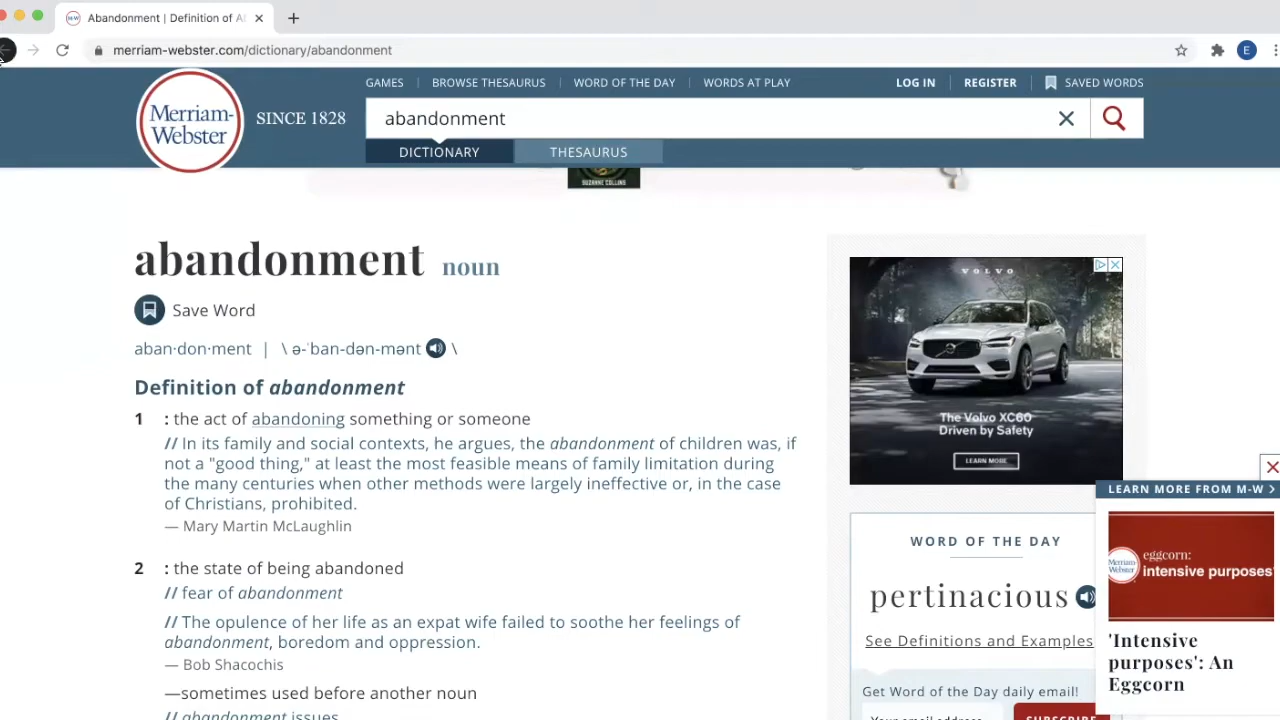 Abandonment | Definition of A
merriam-webster.com/dictionary/abandonment
E
GAMES
BROWSE THESAURUS
WORD OF THE DAY
WORDS AT PLAY
LOG IN
REGISTER
SAVED WORDS
Merriam-
Webster
SINCE 1828
abandonment
DICTIONARY
THESAURUS
SUZANNE COLLINS
abandonment noun
Save Word
aban·don·ment | \ ə-ˈban-dən-mənt \
Definition of abandonment
1 : the act of abandoning something or someone
// In its family and social contexts, he argues, the abandonment of children was, if
not a "good thing," at least the most feasible means of family limitation during
the many centuries when other methods were largely ineffective or, in the case
of Christians, prohibited.
— Mary Martin McLaughlin
2 : the state of being abandoned
// fear of abandonment
// The opulence of her life as an expat wife failed to soothe her feelings of
abandonment, boredom and oppression.
— Bob Shacochis
—sometimes used before another noun
// abandonment issues
VOLVO
The Volvo XC60
Driven by Safety
LEARN MORE
WORD OF THE DAY
pertinacious
See Definitions and Examples
Get Word of the Day daily email!
Your email address
SUBSCRIBE
LEARN MORE FROM M-W >
Merriam-
Webster
eggcorn:
intensive purposes'
'Intensive
purposes': An
Eggcorn